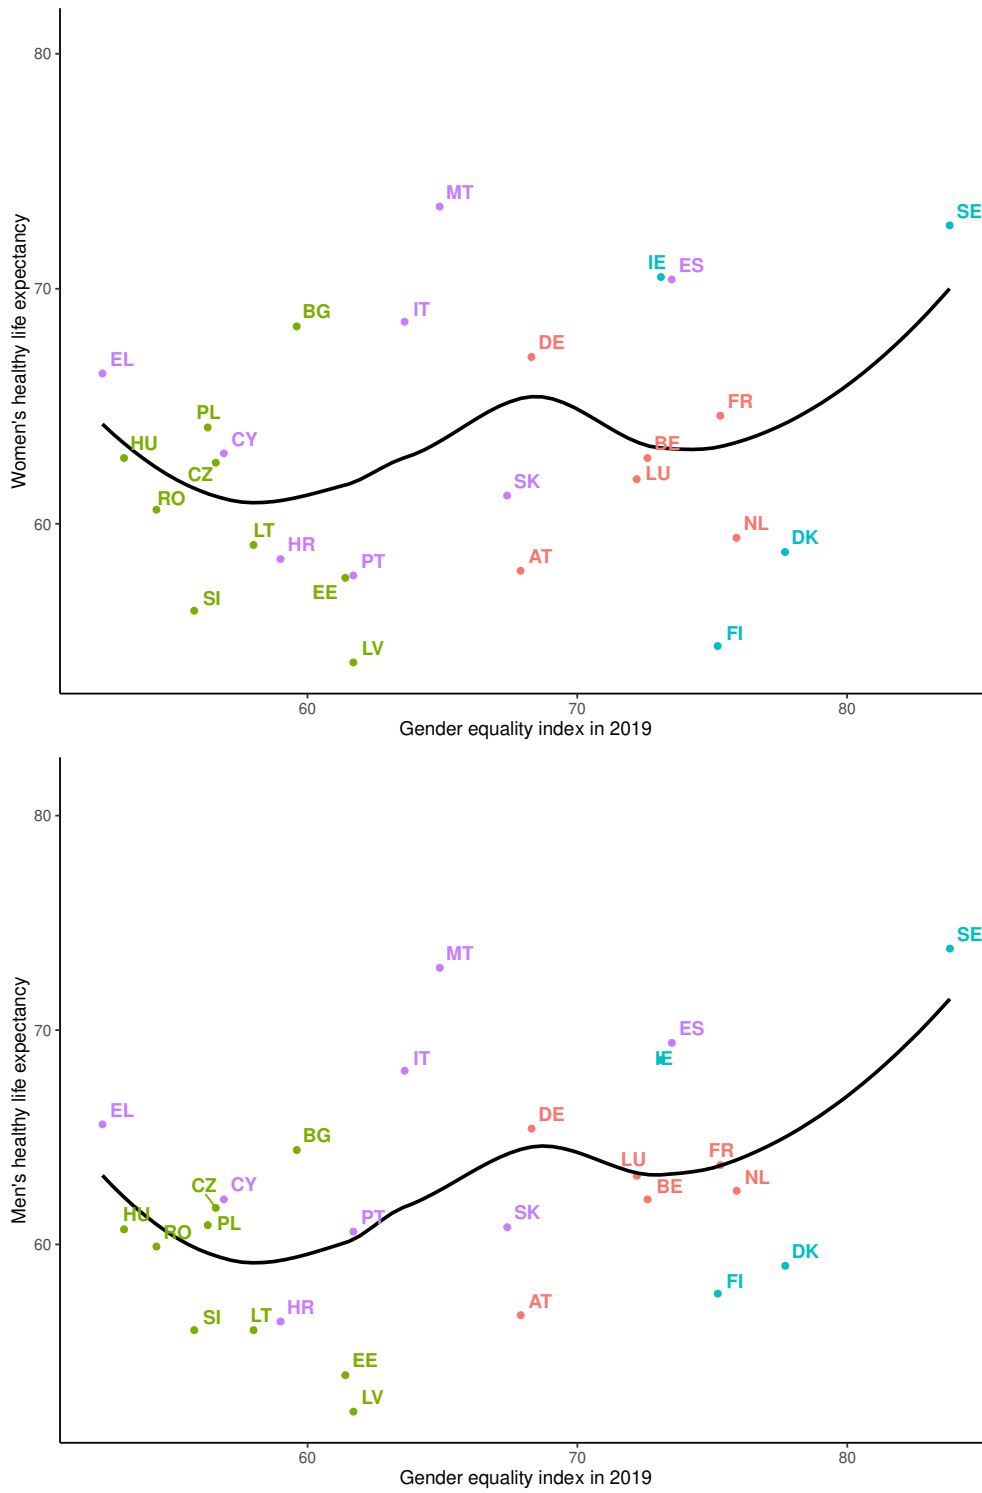 80
MT
SE
IE ES
70
BG
IT
DE
EL
FR
PL
HU
CY
BE
CZ
LU
SK
RO
60
LT
NL
DK
HR
PT
AT
EE
SI
FI
LV
Women's healthy life expectancy
60 70 80
Gender equality index in 2019
80
SE
MT
ES
70
IT
IE
EL
DE
BG
FR
LU
CZ
CY
NL
BE
HU
PL
PT
SK
RO
60
DK
FI
SI
LT
HR
AT
EE
LV
Men's healthy life expectancy
60 70 80
Gender equality index in 2019